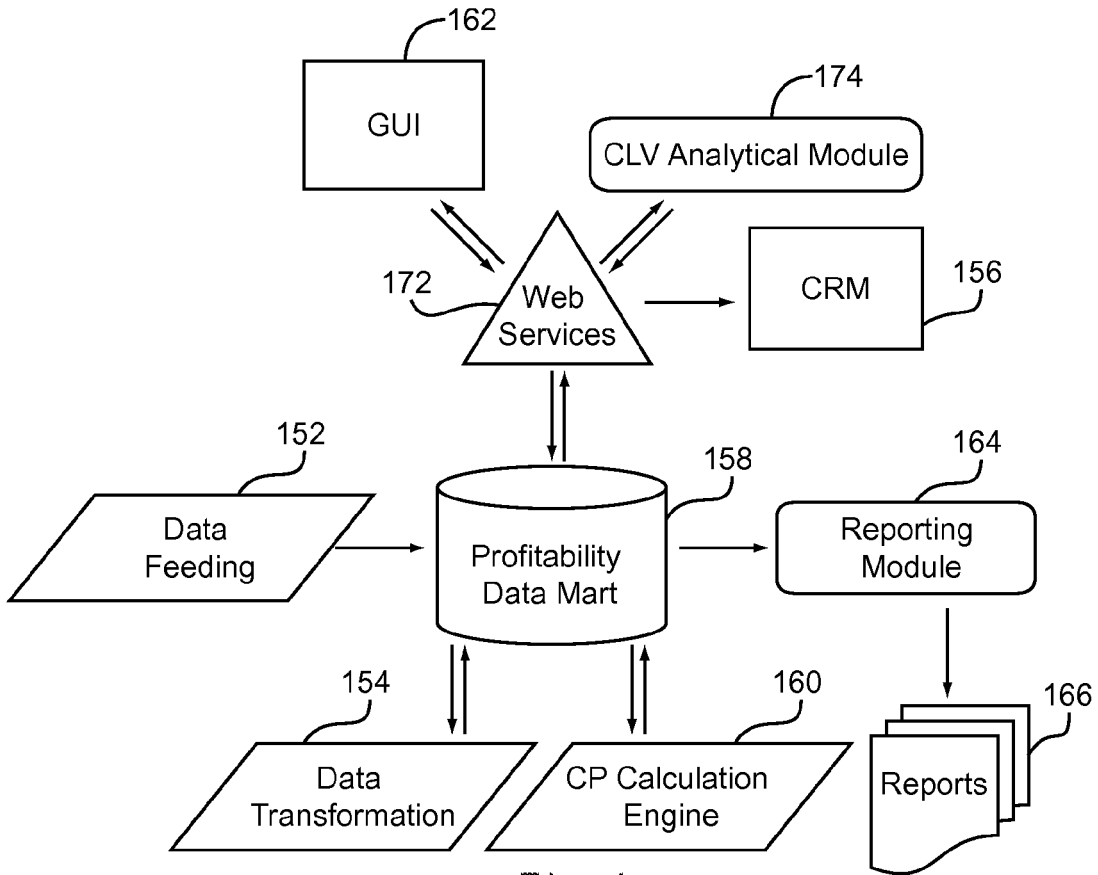 162
GUI
174
CLV Analytical Module
172
Web
Services
CRM
156
152
Data
Feeding
158
Profitability
Data Mart
164
Reporting
Module
154
Data
Transformation
160
CP Calculation
Engine
166
Reports